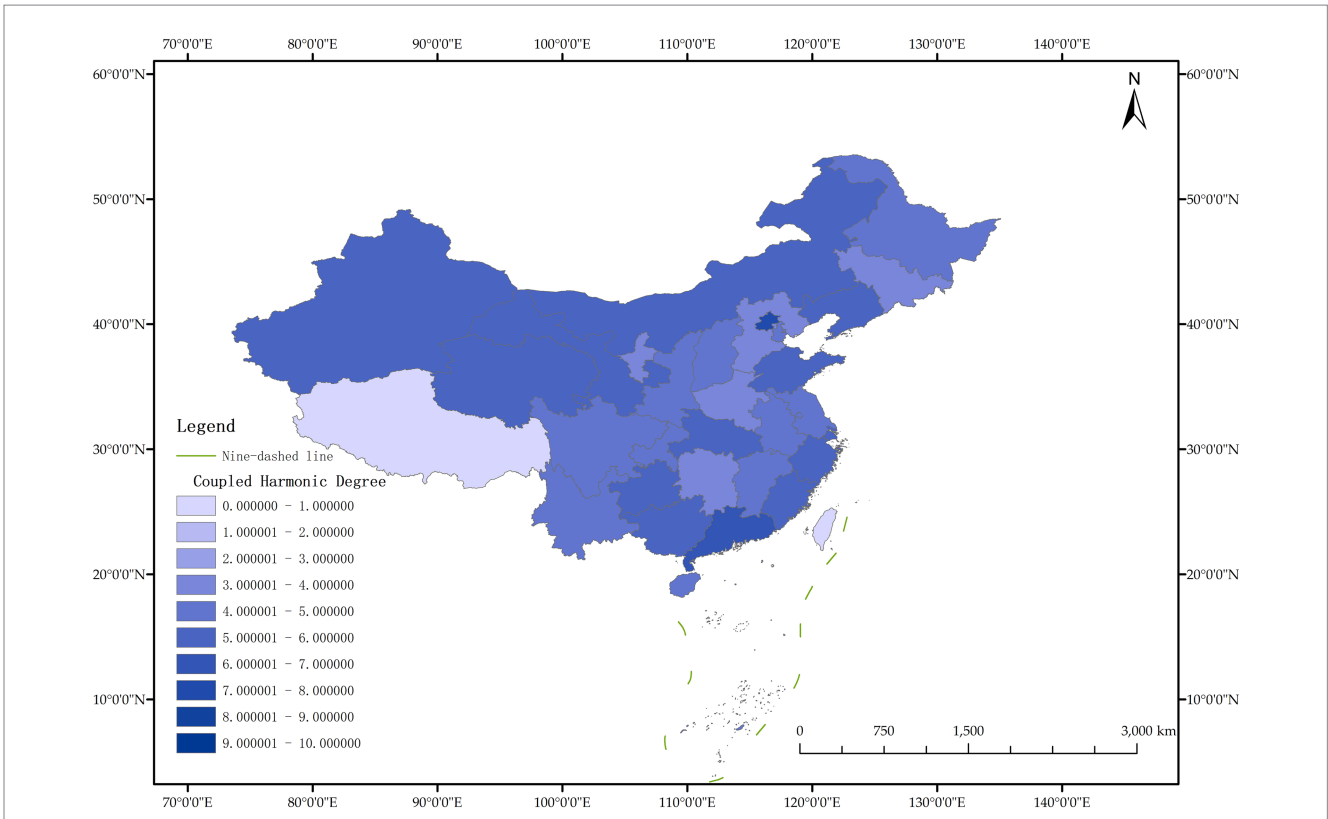 70°0'0"E 80°0'0"E 90°0'0"E 100°0'0"E 110°0'0"E 120°0'0"E 130°0'0"E 140°0'0"E
60°0'0"N 60°0'0"N
N
50°0'0"N 50°0'0"N
40°0'0"N 40°0'0"N
30°0'0"N 30°0'0"N
20°0'0"N 20°0'0"N
10°0'0"N 10°0'0"N
Legend
Nine-dashed line
Coupled Harmonic Degree
0.000000 - 1.000000
1.000001 - 2.000000
2.000001 - 3.000000
3.000001 - 4.000000
4.000001 - 5.000000
5.000001 - 6.000000
6.000001 - 7.000000
7.000001 - 8.000000
8.000001 - 9.000000
9.000001 - 10.000000
0 750 1,500 3,000 km
70°0'0"E 80°0'0"E 90°0'0"E 100°0'0"E 110°0'0"E 120°0'0"E 130°0'0"E 140°0'0"E